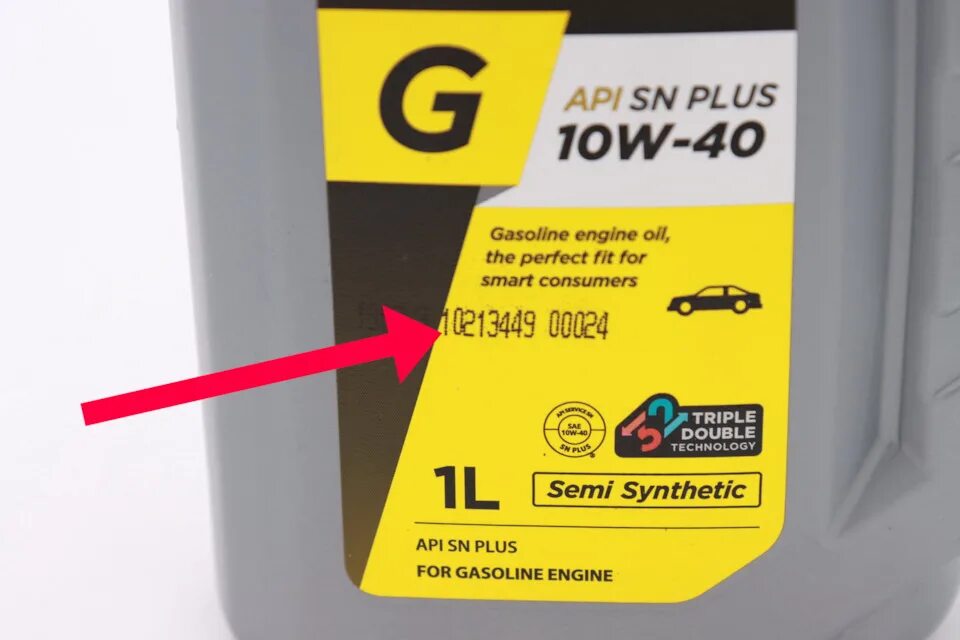 G
API SN PLUS
10W-40
Gasoline engine oil,
the perfect fit for
smart consumers
10213449 00024
API SERVICE SN
SAE
10W-40
SN PLUS
52
TRIPLE
DOUBLE
TECHNOLOGY
1L
Semi Synthetic
API SN PLUS
FOR GASOLINE ENGINE